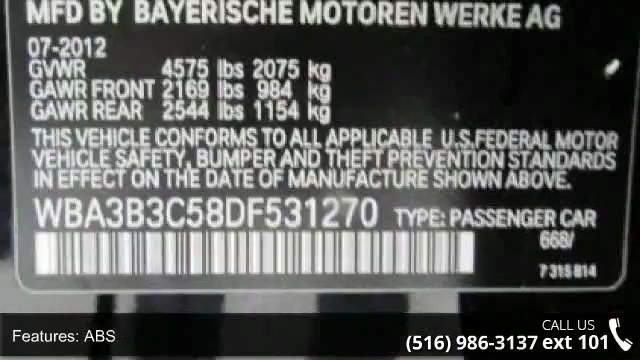 MFD BY BAYERISCHE MOTOREN WERKE AG
07-2012
GVWR 4575 lbs 2075 kg
GAWR FRONT 2169 lbs 984 kg
GAWR REAR 2544 lbs 1154 kg
THIS VEHICLE CONFORMS TO ALL APPLICABLE U.S.FEDERAL MOTOR
VEHICLE SAFETY, BUMPER AND THEFT PREVENTION STANDARDS
IN EFFECT ON THE DATE OF MANUFACTURE SHOWN ABOVE.
WBA3B3C58DF531270 TYPE: PASSENGER CAR
668/
7 315 814
Features: ABS
CALL US
(516) 986-3137 ext 101